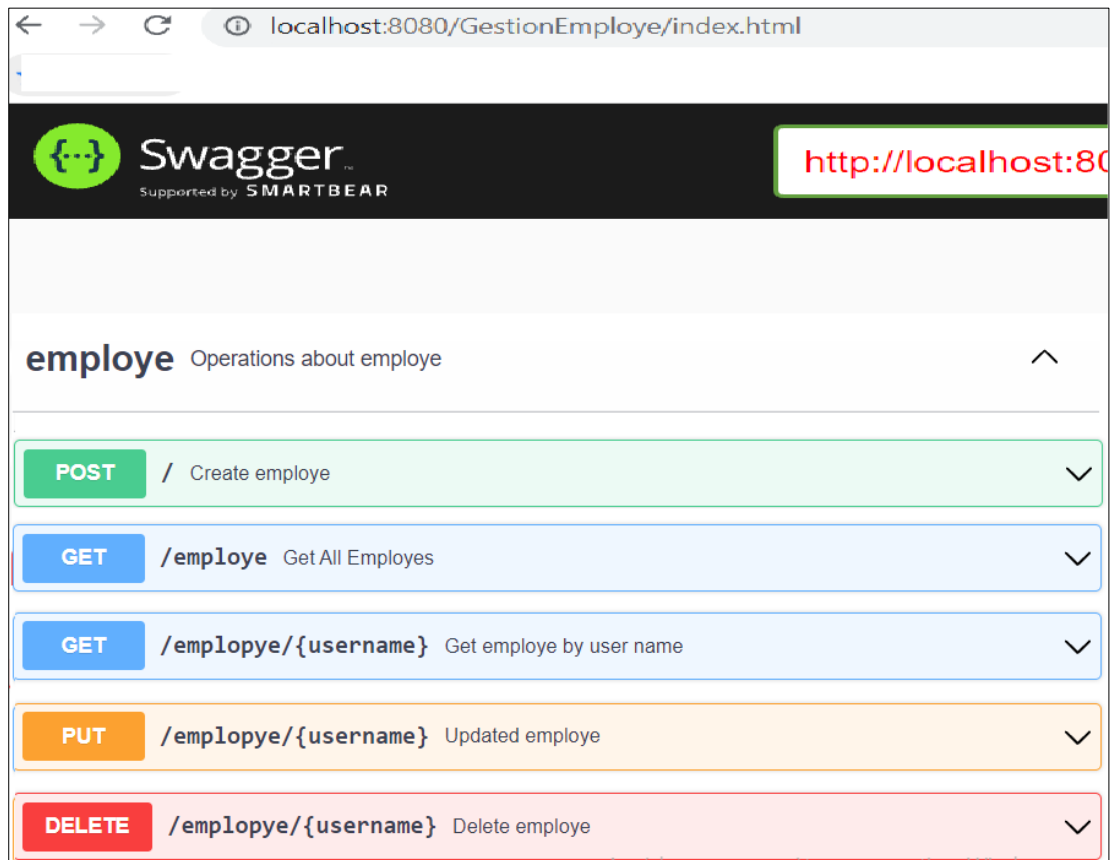 localhost:8080/GestionEmploye/index.html
{···} Swagger™
Supported by SMARTBEAR
http://localhost:80
employe Operations about employe
POST / Create employe
GET /employe Get All Employes
GET /emplopye/{username} Get employe by user name
PUT /emplopye/{username} Updated employe
DELETE /emplopye/{username} Delete employe